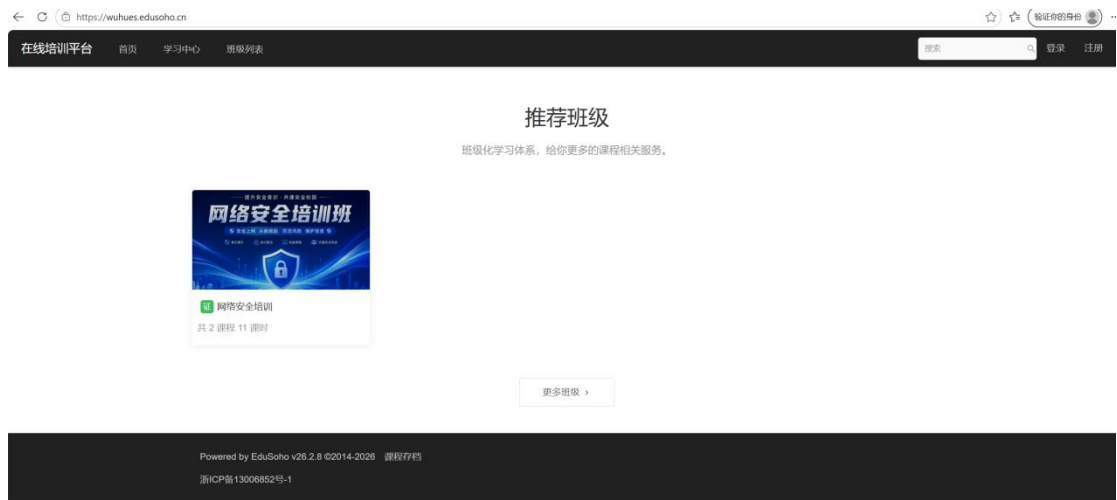 https://wuhues.edusoho.cn
验证你的身份
在线培训平台 首页 学习中心 班级列表 搜索 登录 注册
推荐班级
班级化学习体系，给你更多的课程相关服务。
网络安全培训班
证 网络安全培训
共 2 课程 11 课时
更多班级 >
Powered by EduSoho v26.2.8 ©2014-2026 课程存档
浙ICP备13006852号-1